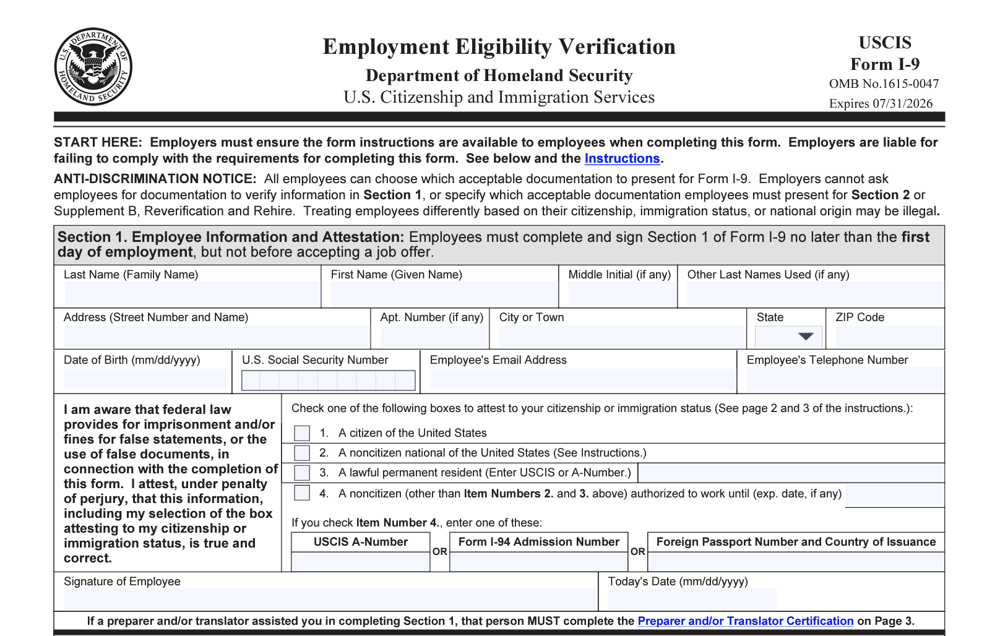 U.S. DEPARTMENT OF
HOMELAND SECURITY
Employment Eligibility Verification
Department of Homeland Security
U.S. Citizenship and Immigration Services
USCIS
Form I-9
OMB No.1615-0047
Expires 07/31/2026
START HERE: Employers must ensure the form instructions are available to employees when completing this form. Employers are liable for
failing to comply with the requirements for completing this form. See below and the Instructions.
ANTI-DISCRIMINATION NOTICE: All employees can choose which acceptable documentation to present for Form I-9. Employers cannot ask
employees for documentation to verify information in Section 1, or specify which acceptable documentation employees must present for Section 2 or
Supplement B, Reverification and Rehire. Treating employees differently based on their citizenship, immigration status, or national origin may be illegal.
Section 1. Employee Information and Attestation: Employees must complete and sign Section 1 of Form I-9 no later than the first
day of employment, but not before accepting a job offer.
Last Name (Family Name)
First Name (Given Name)
Middle Initial (if any)
Other Last Names Used (if any)
Address (Street Number and Name)
Apt. Number (if any)
City or Town
State
ZIP Code
Date of Birth (mm/dd/yyyy)
U.S. Social Security Number
Employee's Email Address
Employee's Telephone Number
I am aware that federal law
provides for imprisonment and/or
fines for false statements, or the
use of false documents, in
connection with the completion of
this form. I attest, under penalty
of perjury, that this information,
including my selection of the box
attesting to my citizenship or
immigration status, is true and
correct.
Check one of the following boxes to attest to your citizenship or immigration status (See page 2 and 3 of the instructions.):
1. A citizen of the United States
2. A noncitizen national of the United States (See Instructions.)
3. A lawful permanent resident (Enter USCIS or A-Number.)
4. A noncitizen (other than Item Numbers 2. and 3. above) authorized to work until (exp. date, if any)
If you check Item Number 4., enter one of these:
USCIS A-Number
OR
Form I-94 Admission Number
OR
Foreign Passport Number and Country of Issuance
Signature of Employee
Today's Date (mm/dd/yyyy)
If a preparer and/or translator assisted you in completing Section 1, that person MUST complete the Preparer and/or Translator Certification on Page 3.